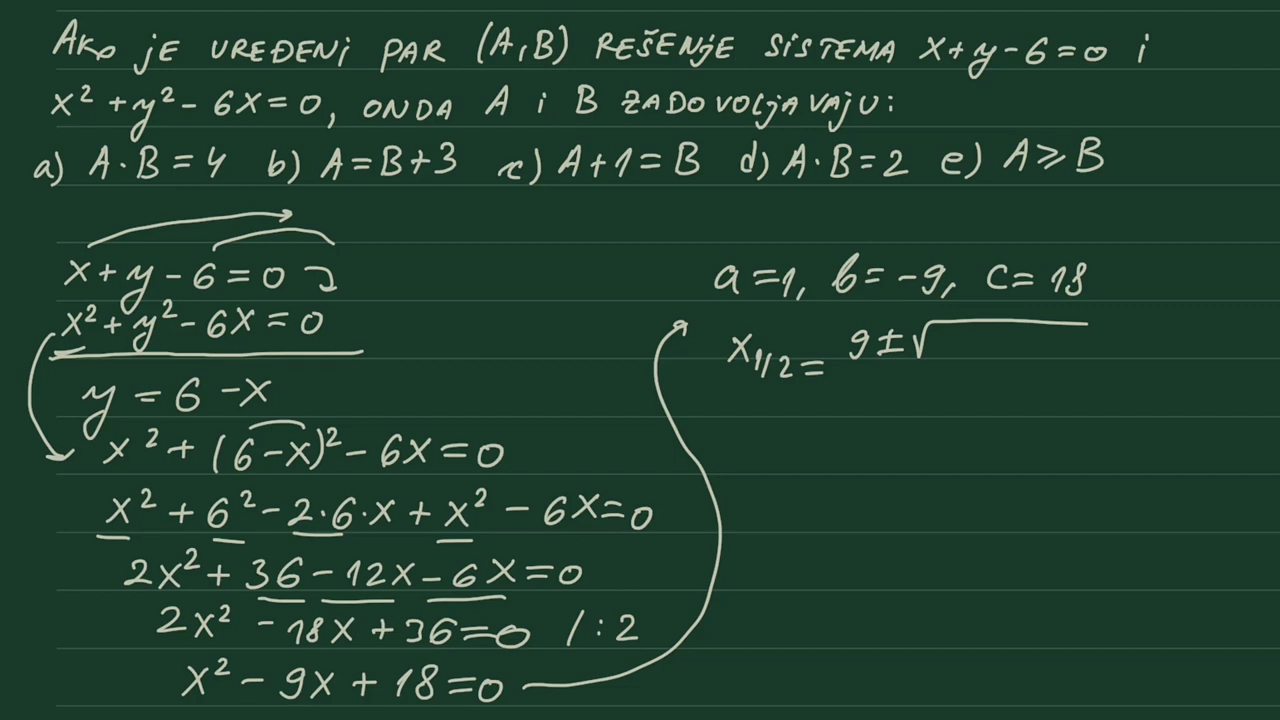 Ako je uređeni par (A,B) rešenje sistema x+y-6=0 i
x²+y²-6x=0, onda A i B zadovoljavaju:
a) A·B=4 b) A=B+3 c) A+1=B d) A·B=2 e) A≥B
x+y-6=0
x²+y²-6x=0
y=6-x
x²+(6-x)²-6x=0
x²+6²-2·6·x+x²-6x=0
2x²+36-12x-6x=0
2x²-18x+36=0 /:2
x²-9x+18=0
a=1, b=-9, c=18
x1/2=9±√